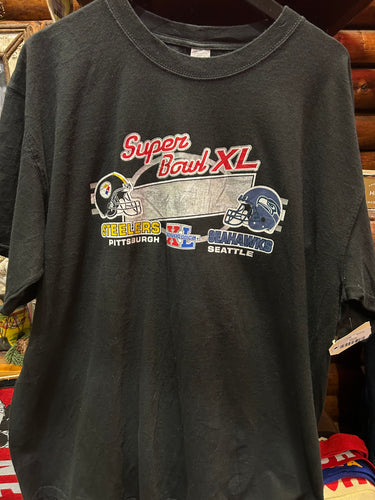 Super
Bowl XL
STEELERS
PITTSBURGH
XL
SEAHAWKS
SEATTLE